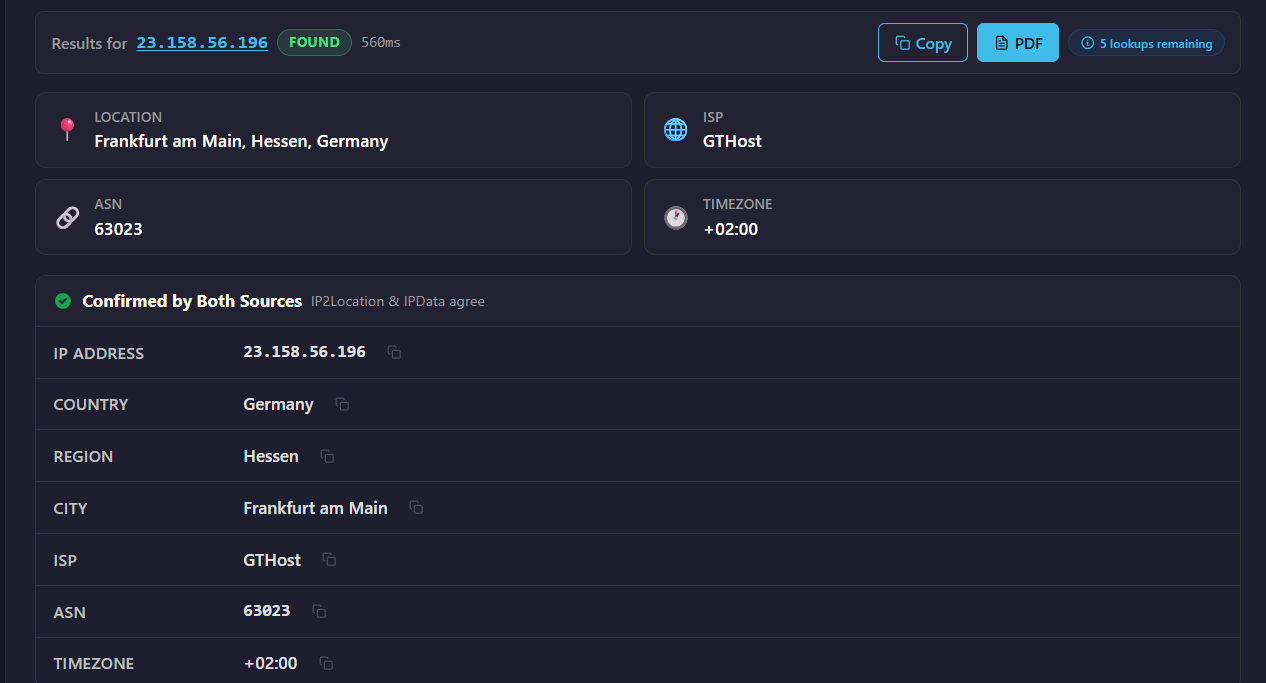 Results for 23.158.56.196 FOUND 560ms Copy PDF 5 lookups remaining
LOCATION
Frankfurt am Main, Hessen, Germany
ISP
GTHost
ASN
63023
TIMEZONE
+02:00
Confirmed by Both Sources IP2Location & IPData agree
IP ADDRESS 23.158.56.196
COUNTRY Germany
REGION Hessen
CITY Frankfurt am Main
ISP GTHost
ASN 63023
TIMEZONE +02:00